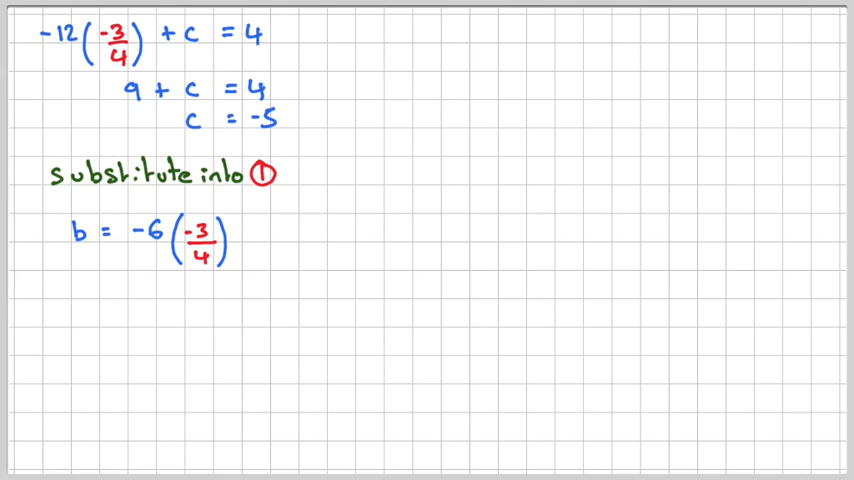 -12(-3/4) + c = 4
9 + c = 4
c = -5
substitute into ①
b = -6(-3/4)